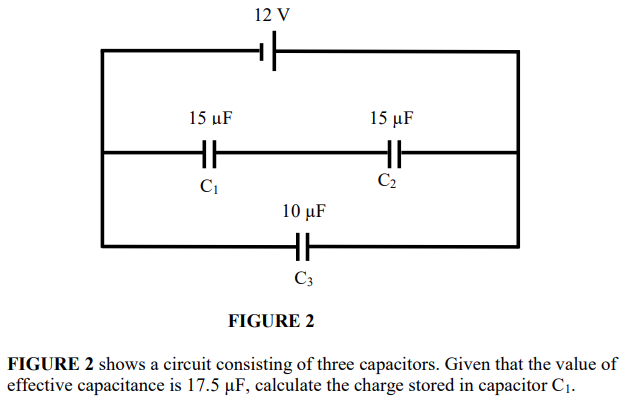 12 V
15 µF
15 µF
C₁
C₂
10 µF
C₃
FIGURE 2
FIGURE 2 shows a circuit consisting of three capacitors. Given that the value of
effective capacitance is 17.5 µF, calculate the charge stored in capacitor C₁.